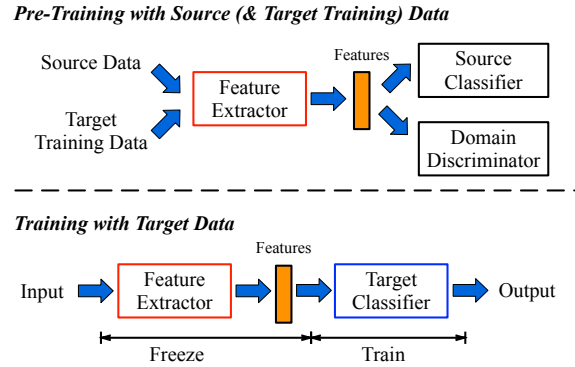 Pre-Training with Source (& Target Training) Data
Source Data
Target
Training Data
Feature
Extractor
Features
Source
Classifier
Domain
Discriminator
Training with Target Data
Input
Feature
Extractor
Features
Target
Classifier
Output
Freeze
Train